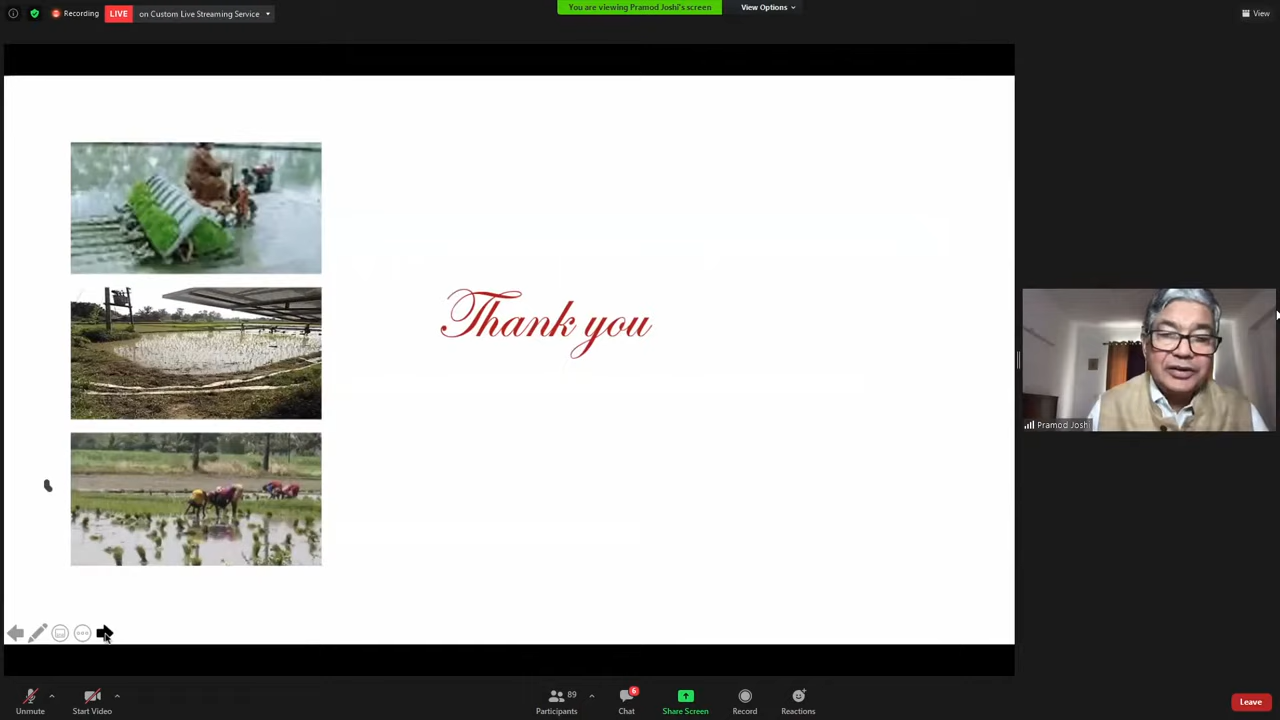 Recording
LIVE
on Custom Live Streaming Service
You are viewing Pramod Joshi's screen
View Options
View
Thank you
Pramod Joshi
Unmute
Start Video
89
Participants
6
Chat
Share Screen
Record
Reactions
Leave